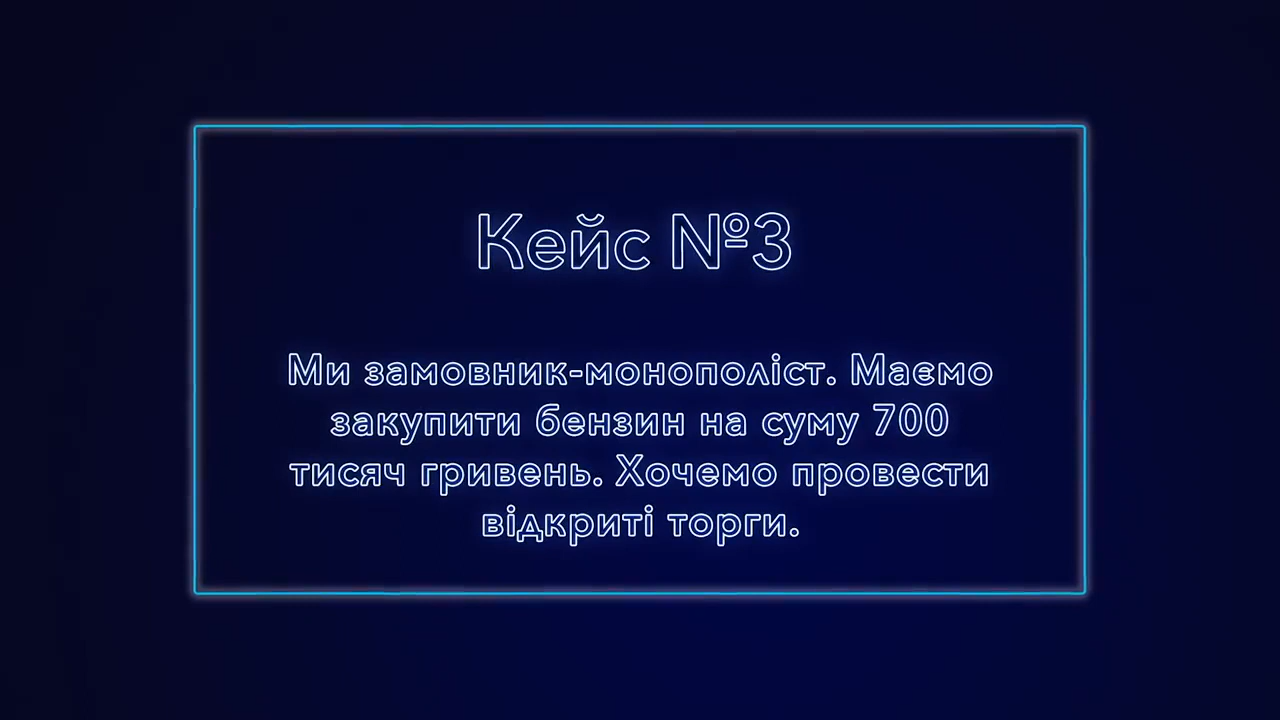 Кейс №3
Ми замовник-монополіст. Маємо
закупити бензин на суму 700
тисяч гривень. Хочемо провести
відкриті торги.